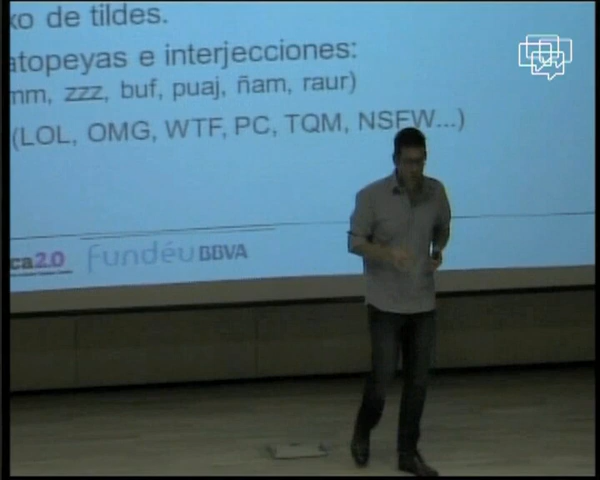 xo de tildes.
atopeyas e interjecciones:
mm, zzz, buf, puaj, ñam, raur)
(LOL, OMG, WTF, PC, TQM, NSFW...)
ca2.0 fundéu BBVA